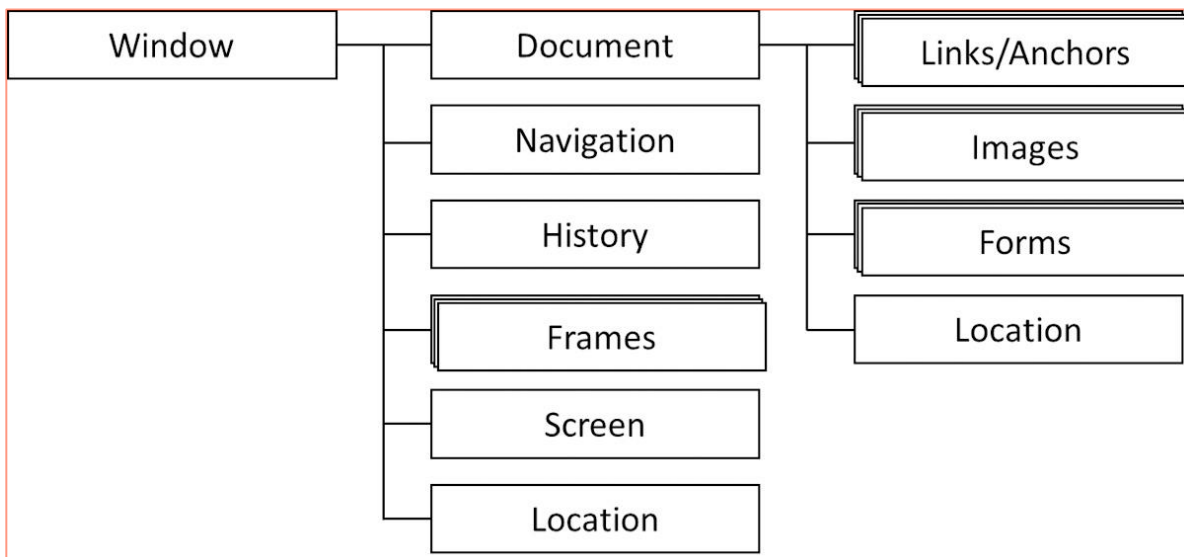 Window
Document
Links/Anchors
Navigation
Images
History
Forms
Frames
Location
Screen
Location